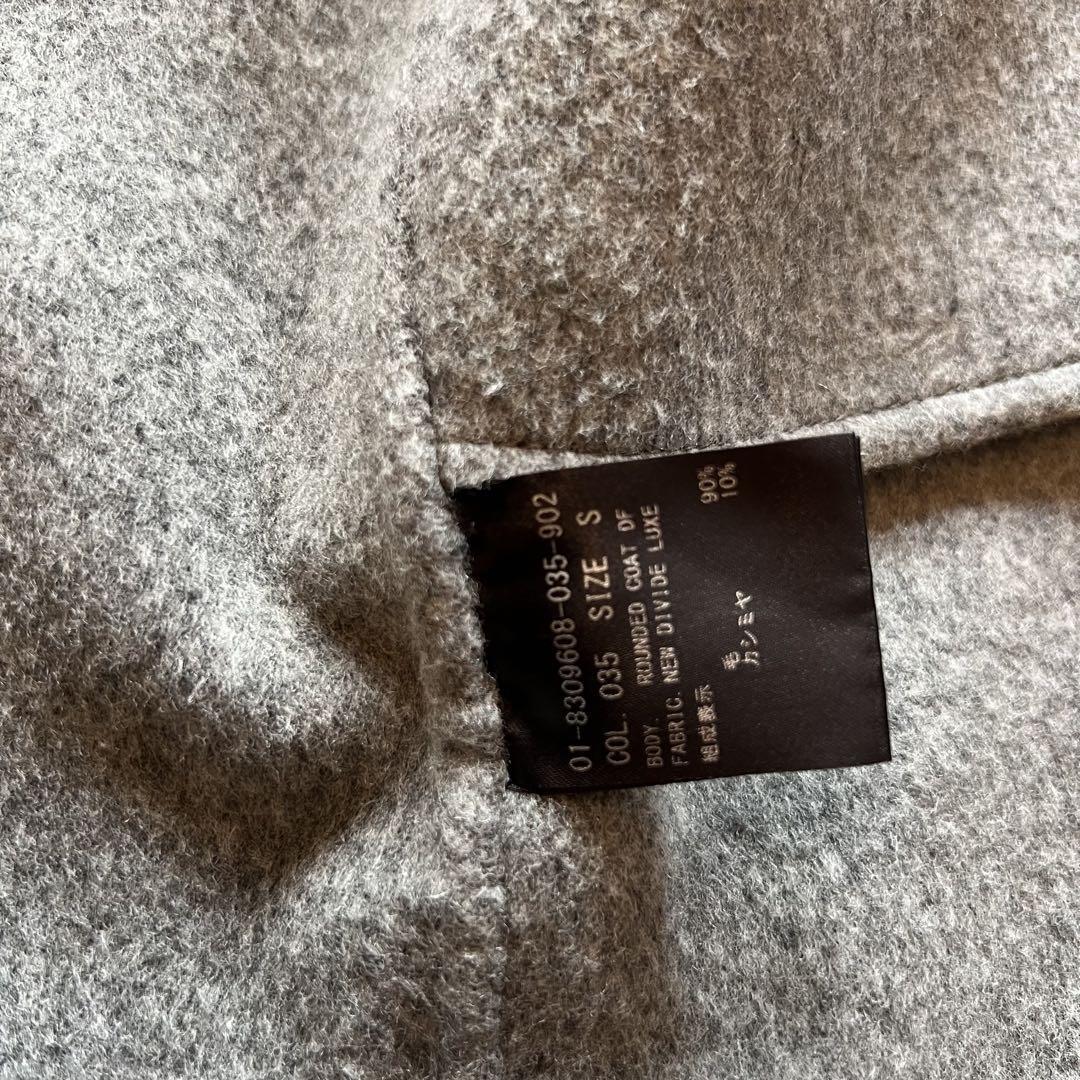 01-8309608-035-902
COL. 035 SIZE S
BODY. ROUNDED COAT DF
FABRIC. NEW DIVIDE LUXE
組成表示
毛 90%
カシミヤ 10%